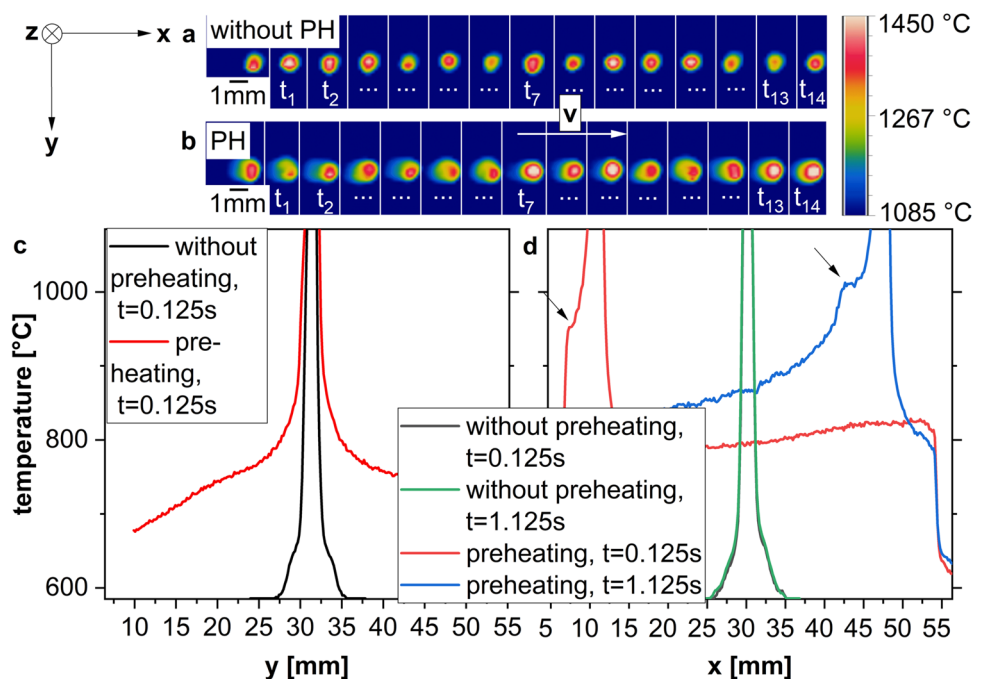 z x a without PH 1450 °C
1mm t1 t2 ... ... ... ... t7 ... ... ... ... ... t13 t14
1267 °C
y b PH v
1mm t1 t2 ... ... ... ... t7 ... ... ... ... ... t13 t14
1085 °C
c
without
preheating,
t=0.125s
pre-
heating,
t=0.125s
d
temperature [°C]
1000
800
600
without preheating,
t=0.125s
without preheating,
t=1.125s
preheating, t=0.125s
preheating, t=1.125s
10 15 20 25 30 35 40 45 50 55
y [mm]
5 10 15 20 25 30 35 40 45 50 55
x [mm]